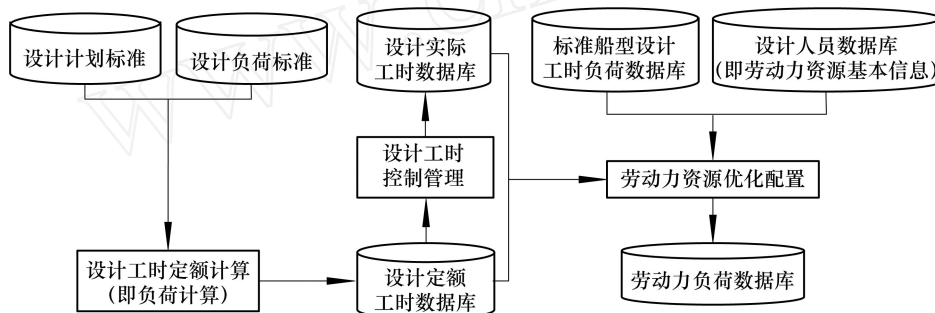 设计计划标准
设计负荷标准
设计实际
工时数据库
标准船型设计
工时负荷数据库
设计人员数据库
(即劳动力资源基本信息)
设计工时
控制管理
劳动力资源优化配置
设计工时定额计算
(即负荷计算)
设计定额
工时数据库
劳动力负荷数据库